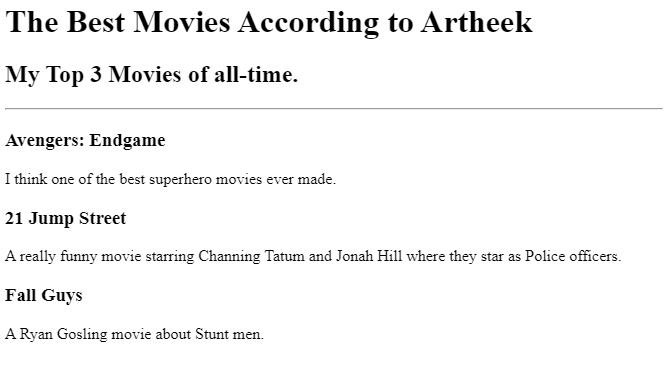 The Best Movies According to Artheek
My Top 3 Movies of all-time.
Avengers: Endgame
I think one of the best superhero movies ever made.
21 Jump Street
A really funny movie starring Channing Tatum and Jonah Hill where they star as Police officers.
Fall Guys
A Ryan Gosling movie about Stunt men.